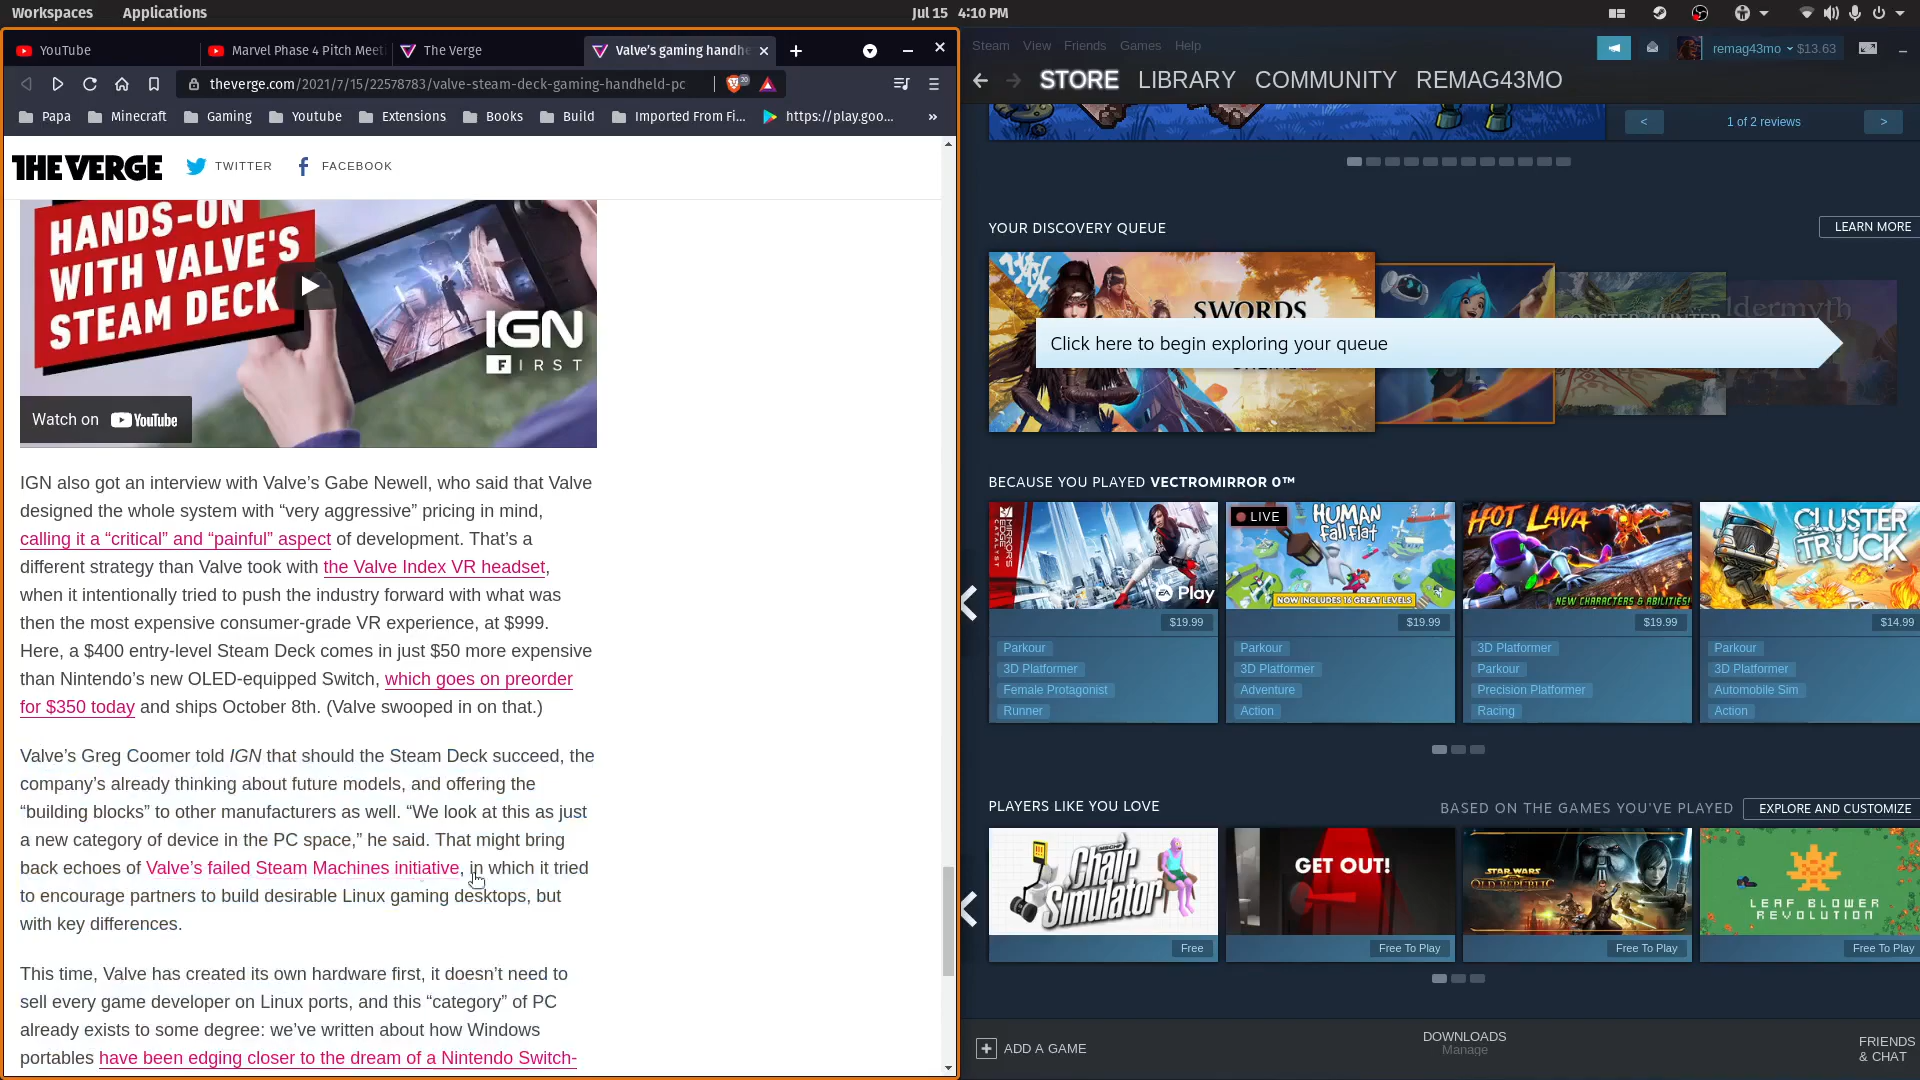 Workspaces Applications Jul 15 4:10 PM
YouTube Marvel Phase 4 Pitch Meeti The Verge Valve's gaming handhe
theverge.com/2021/7/15/22578783/valve-steam-deck-gaming-handheld-pc
20
Papa Minecraft Gaming Youtube Extensions Books Build Imported From Fi... https://play.goo... »
THE VERGE TWITTER FACEBOOK
HANDS-ON
WITH VALVE'S
STEAM DECK
IGN
FIRST
Watch on YouTube
IGN also got an interview with Valve's Gabe Newell, who said that Valve
designed the whole system with “very aggressive” pricing in mind,
calling it a “critical” and “painful” aspect of development. That's a
different strategy than Valve took with the Valve Index VR headset,
when it intentionally tried to push the industry forward with what was
then the most expensive consumer-grade VR experience, at $999.
Here, a $400 entry-level Steam Deck comes in just $50 more expensive
than Nintendo's new OLED-equipped Switch, which goes on preorder
for $350 today and ships October 8th. (Valve swooped in on that.)
Valve's Greg Coomer told IGN that should the Steam Deck succeed, the
company's already thinking about future models, and offering the
“building blocks” to other manufacturers as well. “We look at this as just
a new category of device in the PC space,” he said. That might bring
back echoes of Valve's failed Steam Machines initiative, in which it tried
to encourage partners to build desirable Linux gaming desktops, but
with key differences.
This time, Valve has created its own hardware first, it doesn't need to
sell every game developer on Linux ports, and this “category” of PC
already exists to some degree: we've written about how Windows
portables have been edging closer to the dream of a Nintendo Switch-
Steam View Friends Games Help
remag43mo $13.63
STORE LIBRARY COMMUNITY REMAG43MO
< 1 of 2 reviews >
YOUR DISCOVERY QUEUE
LEARN MORE
SWORDS
ldermyth
Click here to begin exploring your queue
BECAUSE YOU PLAYED VECTROMIRROR 0™
MIRROR'S EDGE CATALYST
EA Play
LIVE
HUMAN
fall flat
NOW INCLUDES 16 GREAT LEVELS
HOT LAVA
NEW CHARACTERS & ABILITIES!
CLUSTER
TRUCK
$19.99 $19.99 $19.99 $14.99
Parkour Parkour 3D Platformer Parkour
3D Platformer 3D Platformer Parkour 3D Platformer
Female Protagonist Adventure Precision Platformer Automobile Sim
Runner Action Racing Action
PLAYERS LIKE YOU LOVE
BASED ON THE GAMES YOU'VE PLAYED
EXPLORE AND CUSTOMIZE
Chair
Simulator
GET OUT!
STAR WARS
THE OLD REPUBLIC
LEAF BLOWER
REVOLUTION
Free Free To Play Free To Play Free To Play
ADD A GAME
DOWNLOADS
Manage
FRIENDS
& CHAT